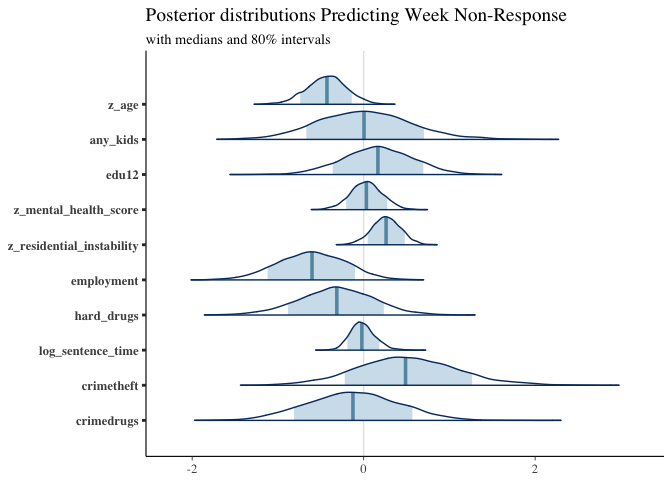 Posterior distributions Predicting Week Non-Response
with medians and 80% intervals
z_age
any_kids
edu12
z_mental_health_score
z_residential_instability
employment
hard_drugs
log_sentence_time
crimetheft
crimedrugs
-2 0 2